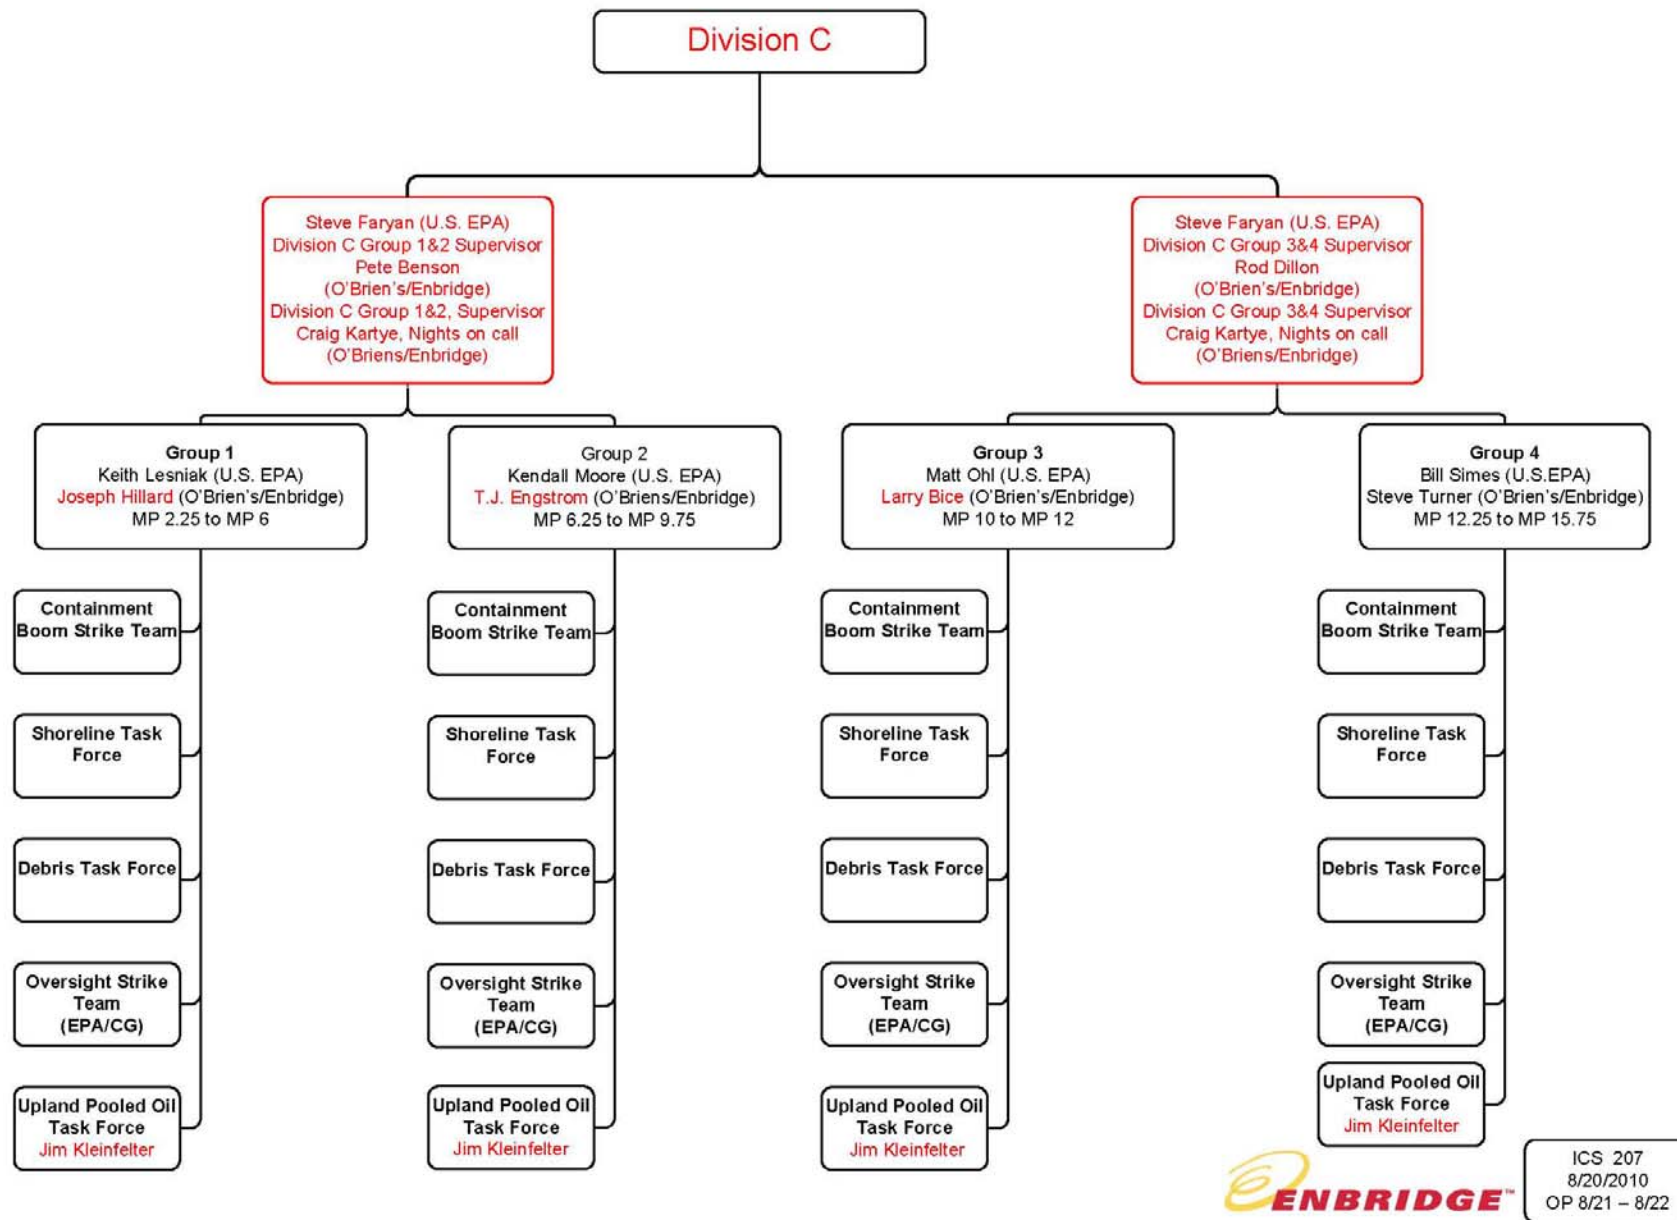 Division C
Steve Faryan (U.S. EPA)
Division C Group 1&2 Supervisor
Pete Benson
(O'Brien's/Enbridge)
Division C Group 1&2, Supervisor
Craig Kartye, Nights on call
(O'Briens/Enbridge)
Steve Faryan (U.S. EPA)
Division C Group 3&4 Supervisor
Rod Dillon
(O'Brien's/Enbridge)
Division C Group 3&4 Supervisor
Craig Kartye, Nights on call
(O'Briens/Enbridge)
Group 1
Keith Lesniak (U.S. EPA)
Joseph Hillard (O'Brien's/Enbridge)
MP 2.25 to MP 6
Group 2
Kendall Moore (U.S. EPA)
T.J. Engstrom (O'Briens/Enbridge)
MP 6.25 to MP 9.75
Group 3
Matt Ohl (U.S. EPA)
Larry Bice (O'Brien's/Enbridge)
MP 10 to MP 12
Group 4
Bill Simes (U.S.EPA)
Steve Turner (O'Brien's/Enbridge)
MP 12.25 to MP 15.75
Containment
Boom Strike Team
Shoreline Task
Force
Debris Task Force
Oversight Strike
Team
(EPA/CG)
Upland Pooled Oil
Task Force
Jim Kleinfelter
Containment
Boom Strike Team
Shoreline Task
Force
Debris Task Force
Oversight Strike
Team
(EPA/CG)
Upland Pooled Oil
Task Force
Jim Kleinfelter
Containment
Boom Strike Team
Shoreline Task
Force
Debris Task Force
Oversight Strike
Team
(EPA/CG)
Upland Pooled Oil
Task Force
Jim Kleinfelter
Containment
Boom Strike Team
Shoreline Task
Force
Debris Task Force
Oversight Strike
Team
(EPA/CG)
Upland Pooled Oil
Task Force
Jim Kleinfelter
ENBRIDGE™
ICS 207
8/20/2010
OP 8/21 – 8/22